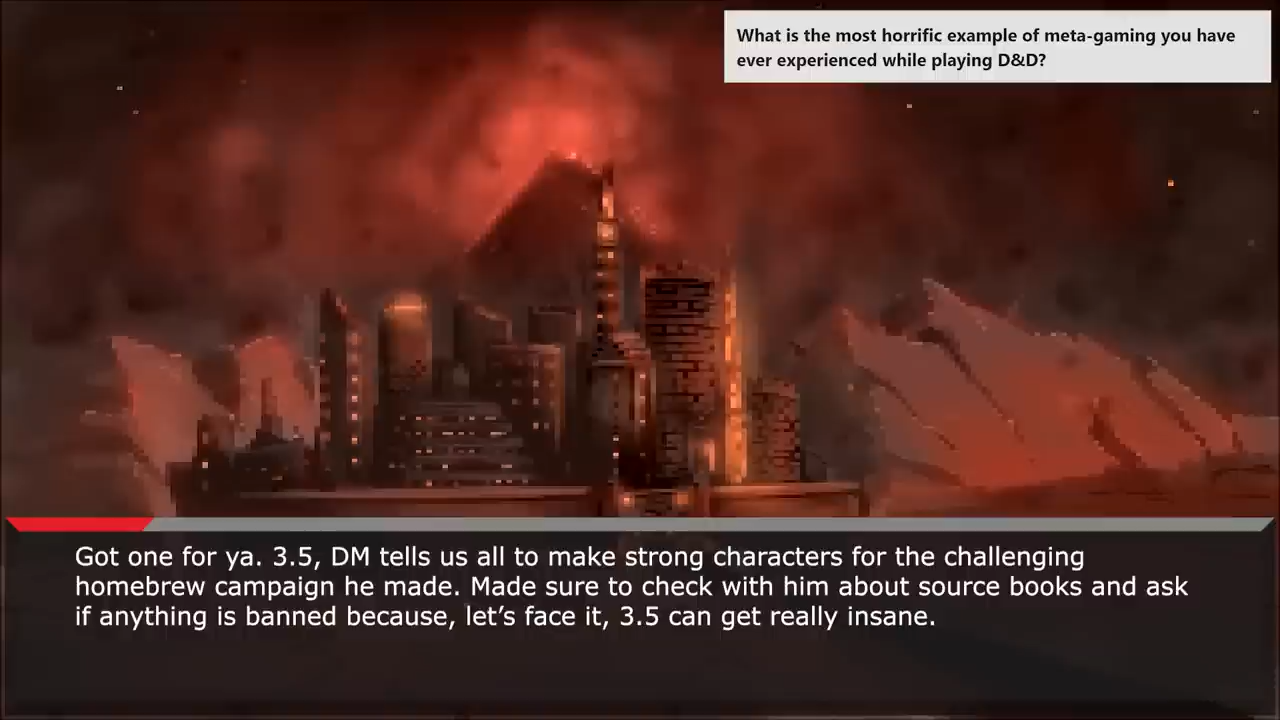 What is the most horrific example of meta-gaming you have
ever experienced while playing D&D?
Got one for ya. 3.5, DM tells us all to make strong characters for the challenging
homebrew campaign he made. Made sure to check with him about source books and ask
if anything is banned because, let’s face it, 3.5 can get really insane.